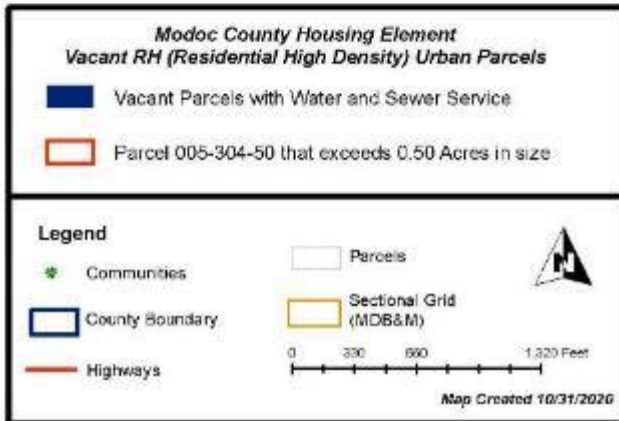 Modoc County Housing Element
Vacant RH (Residential High Density) Urban Parcels
Vacant Parcels with Water and Sewer Service
Parcel 005-304-50 that exceeds 0.50 Acres in size
Legend
Communities
County Boundary
Highways
Parcels
Sectional Grid
(MDB&M)
N
0 330 660 1,320 Feet
Map Created 10/31/2020